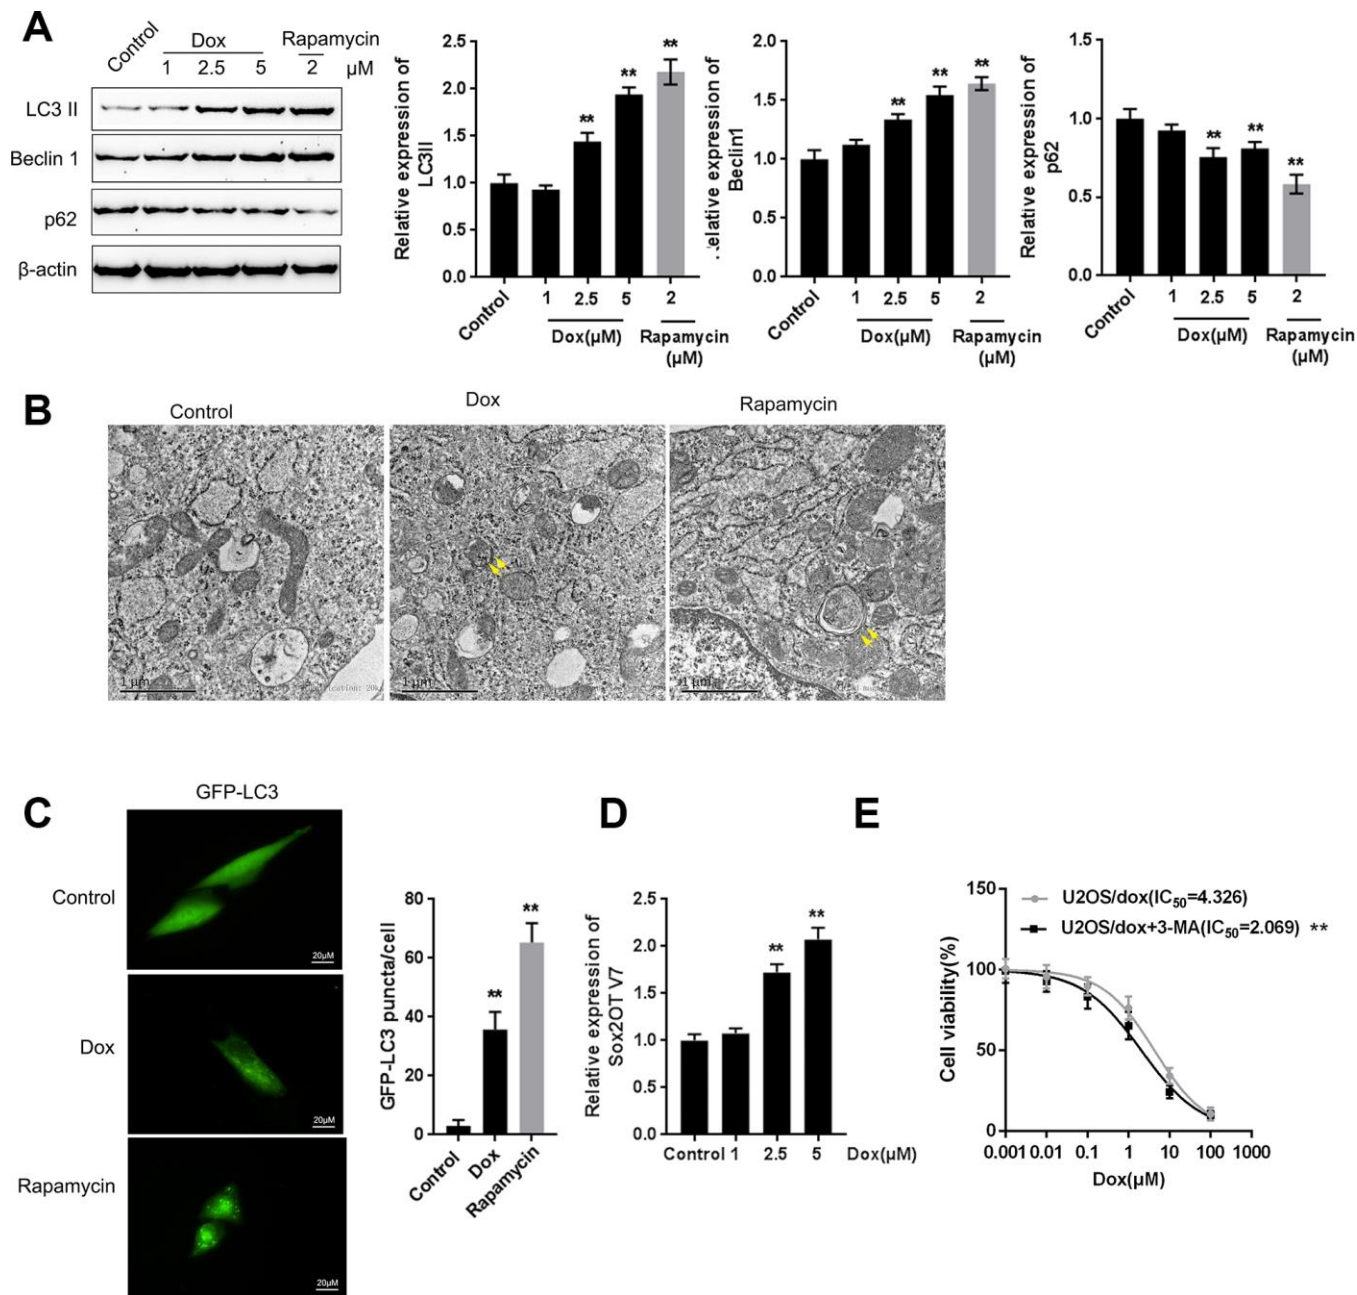 A
Control
Dox
Rapamycin
1 2.5 5 2 μM
LC3 II
Beclin 1
p62
β-actin
Relative expression of
LC3II
2.5
2.0
1.5
1.0
0.5
0.0
**
**
**
Control 1 2.5 5 2
Dox(μM) Rapamycin
(μM)
elative expression of
Beclin1
2.0
1.5
1.0
0.5
0.0
**
**
**
Control 1 2.5 5 2
Dox(μM) Rapamycin
(μM)
Relative expression of
p62
1.5
1.0
0.5
0.0
**
**
**
Control 1 2.5 5 2
Dox(μM) Rapamycin
(μM)
B
Control
Dox
Rapamycin
1 μm
1 μm
1 μm
C
GFP-LC3
Control
20μM
Dox
20μM
Rapamycin
20μM
GFP-LC3 puncta/cell
80
60
40
20
0
**
**
Control
Dox
Rapamycin
D
Relative expression of
Sox2OT V7
2.5
2.0
1.5
1.0
0.5
0.0
**
**
Control 1 2.5 5 Dox(μM)
E
Cell viability(%)
150
100
50
0
U2OS/dox(IC50=4.326)
U2OS/dox+3-MA(IC50=2.069) **
0.001 0.01 0.1 1 10 100 1000
Dox(μM)